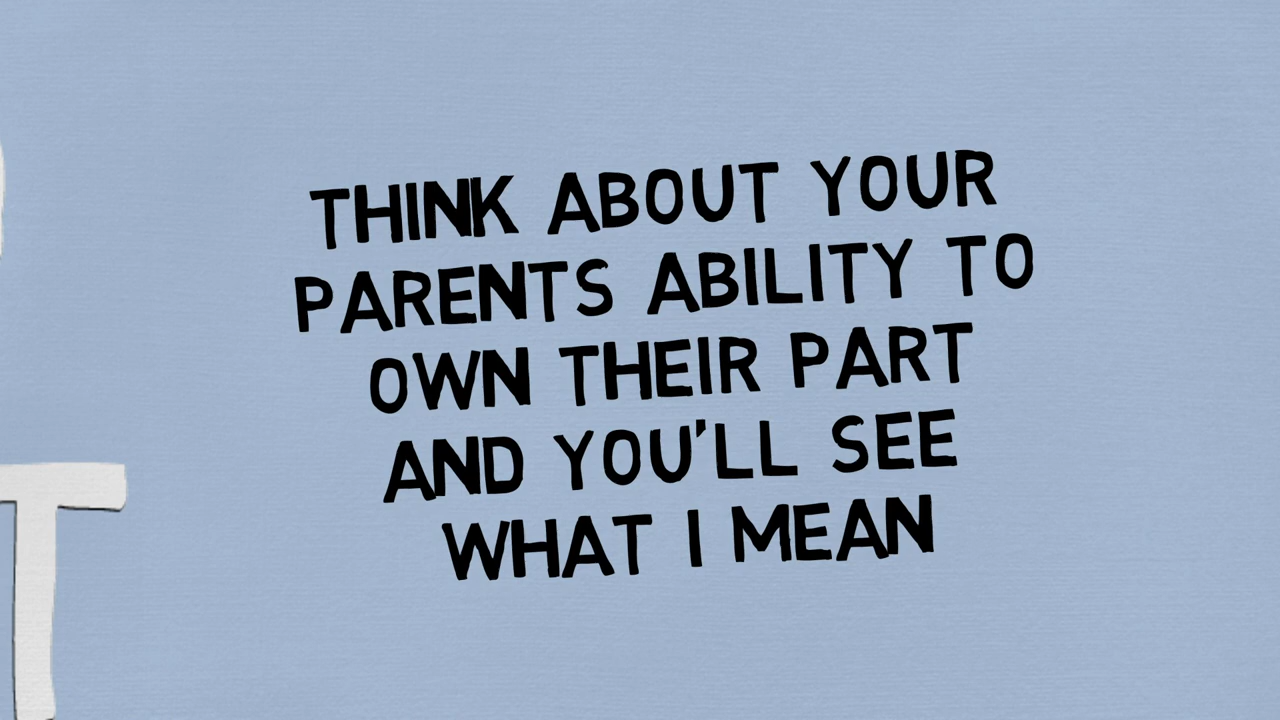 THINK ABOUT YOUR
PARENTS ABILITY TO
OWN THEIR PART
AND YOU'LL SEE
WHAT I MEAN
T